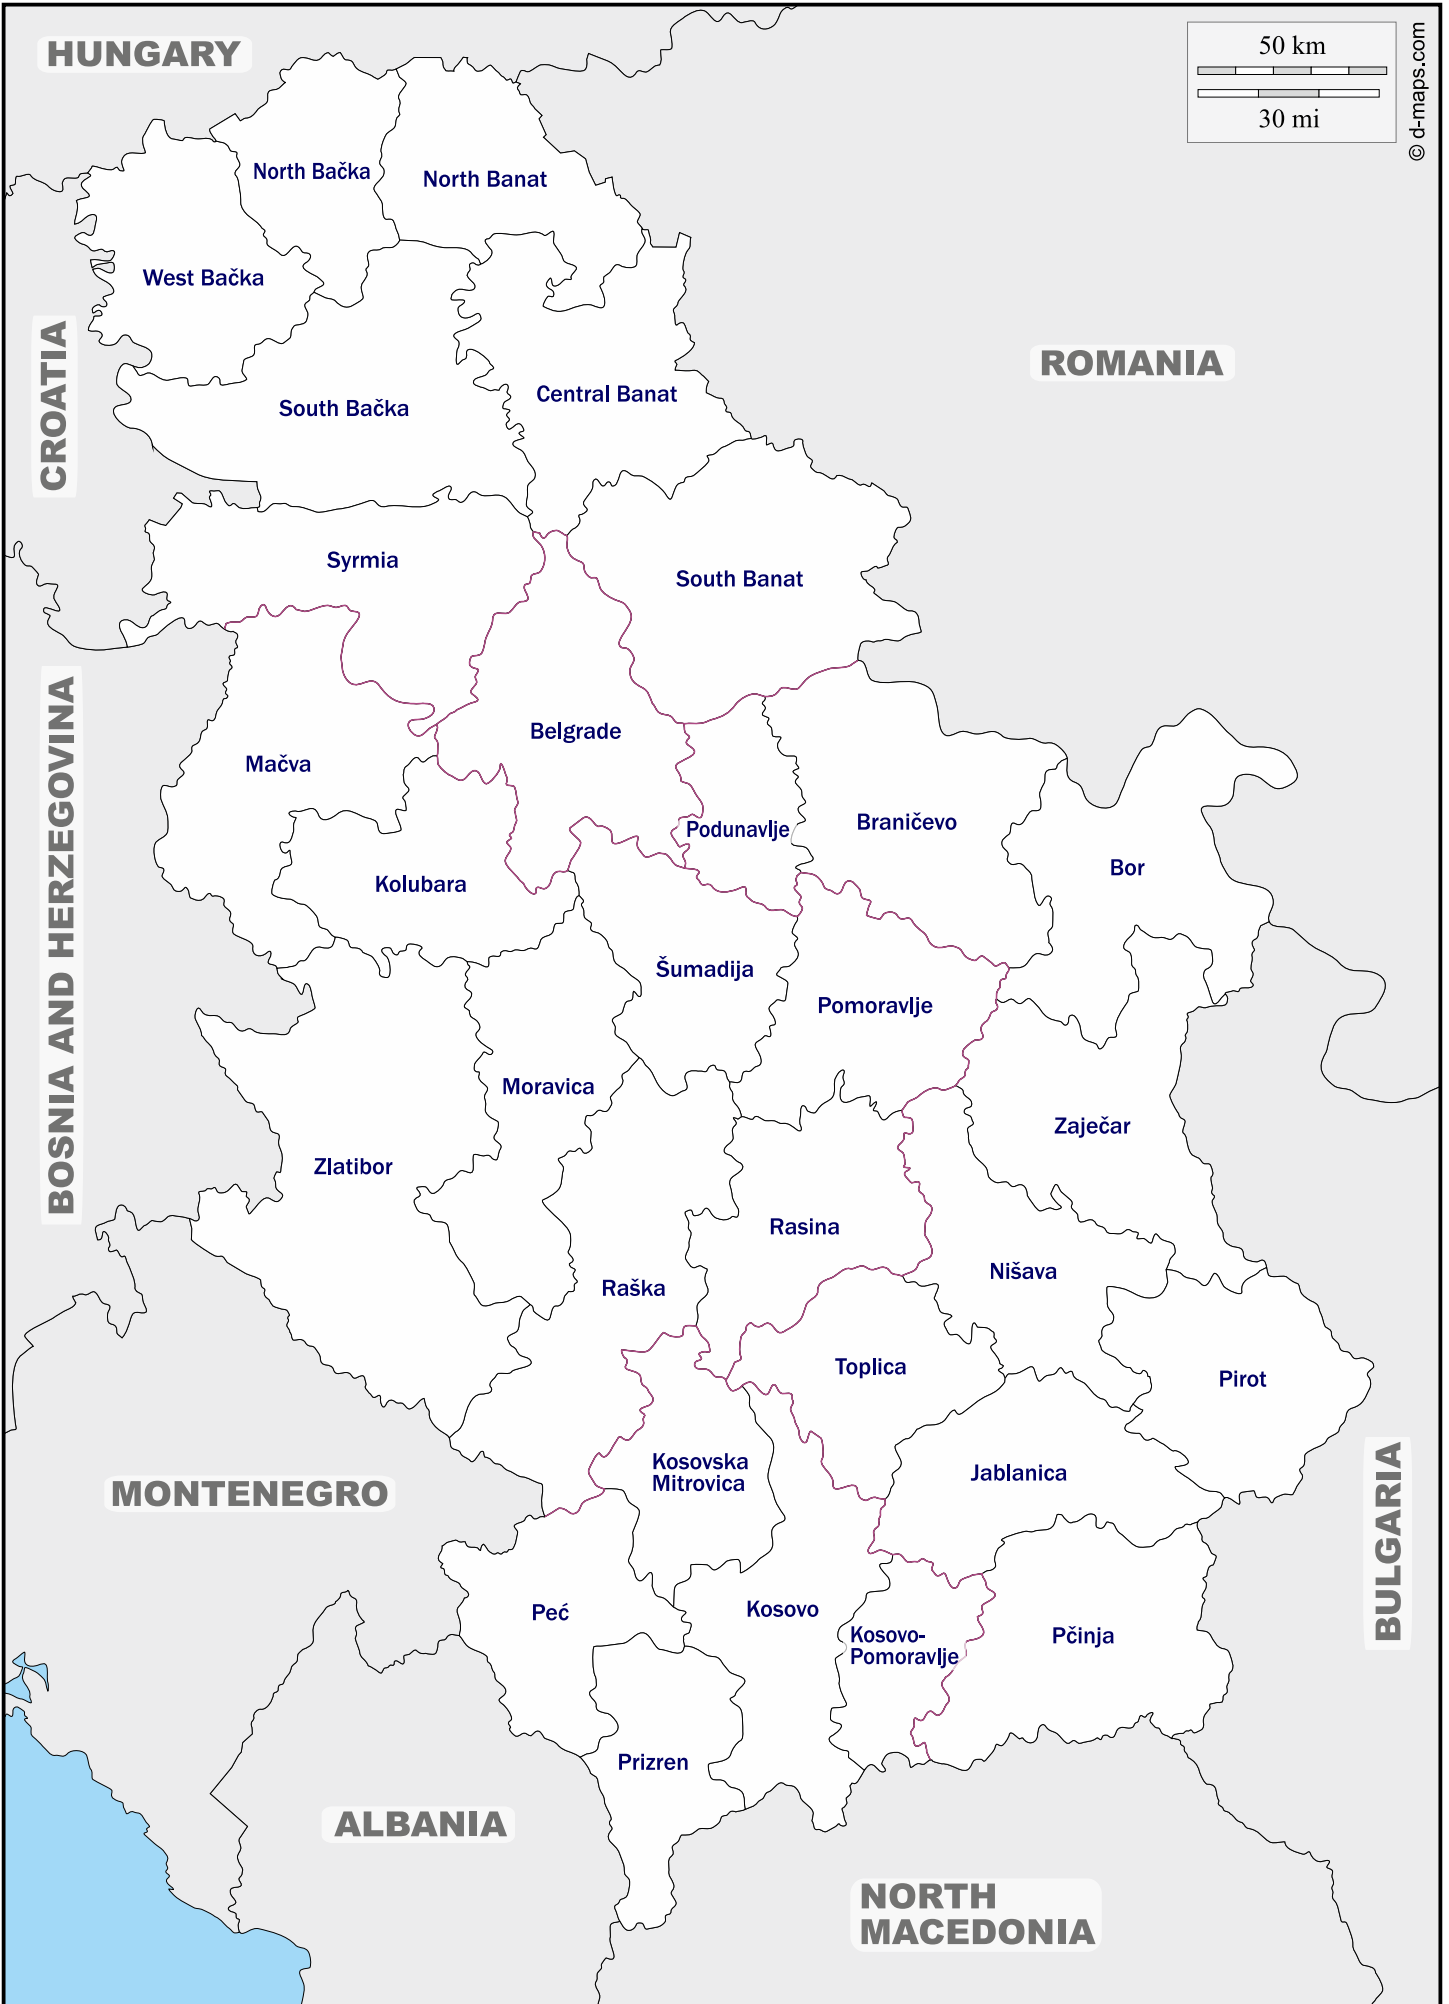 HUNGARY
50 km
30 mi
© d-maps.com
North Bačka
North Banat
West Bačka
CROATIA
ROMANIA
Central Banat
South Bačka
Syrmia
South Banat
BOSNIA AND HERZEGOVINA
Belgrade
Mačva
Braničevo
Podunavlje
Bor
Kolubara
Šumadija
Pomoravlje
Moravica
Zaječar
Zlatibor
Rasina
Nišava
Raška
Toplica
Pirot
Kosovska
Mitrovica
Jablanica
MONTENEGRO
BULGARIA
Peć
Kosovo
Kosovo-
Pomoravlje
Pčinja
Prizren
ALBANIA
NORTH
MACEDONIA